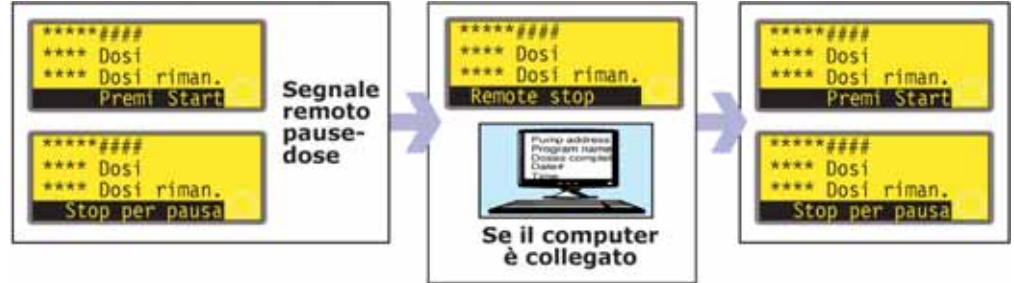 *****####
**** Dosi
**** Dosi riman.
Premi Start
*****####
**** Dosi
**** Dosi riman.
Stop per pausa
Segnale
remoto
pause-
dose
*****####
**** Dosi
**** Dosi riman.
Remote stop
Pump address
Program name
Doses complet
Date#
Time
Se il computer
è collegato
*****####
**** Dosi
**** Dosi riman.
Premi Start
*****####
**** Dosi
**** Dosi riman.
Stop per pausa